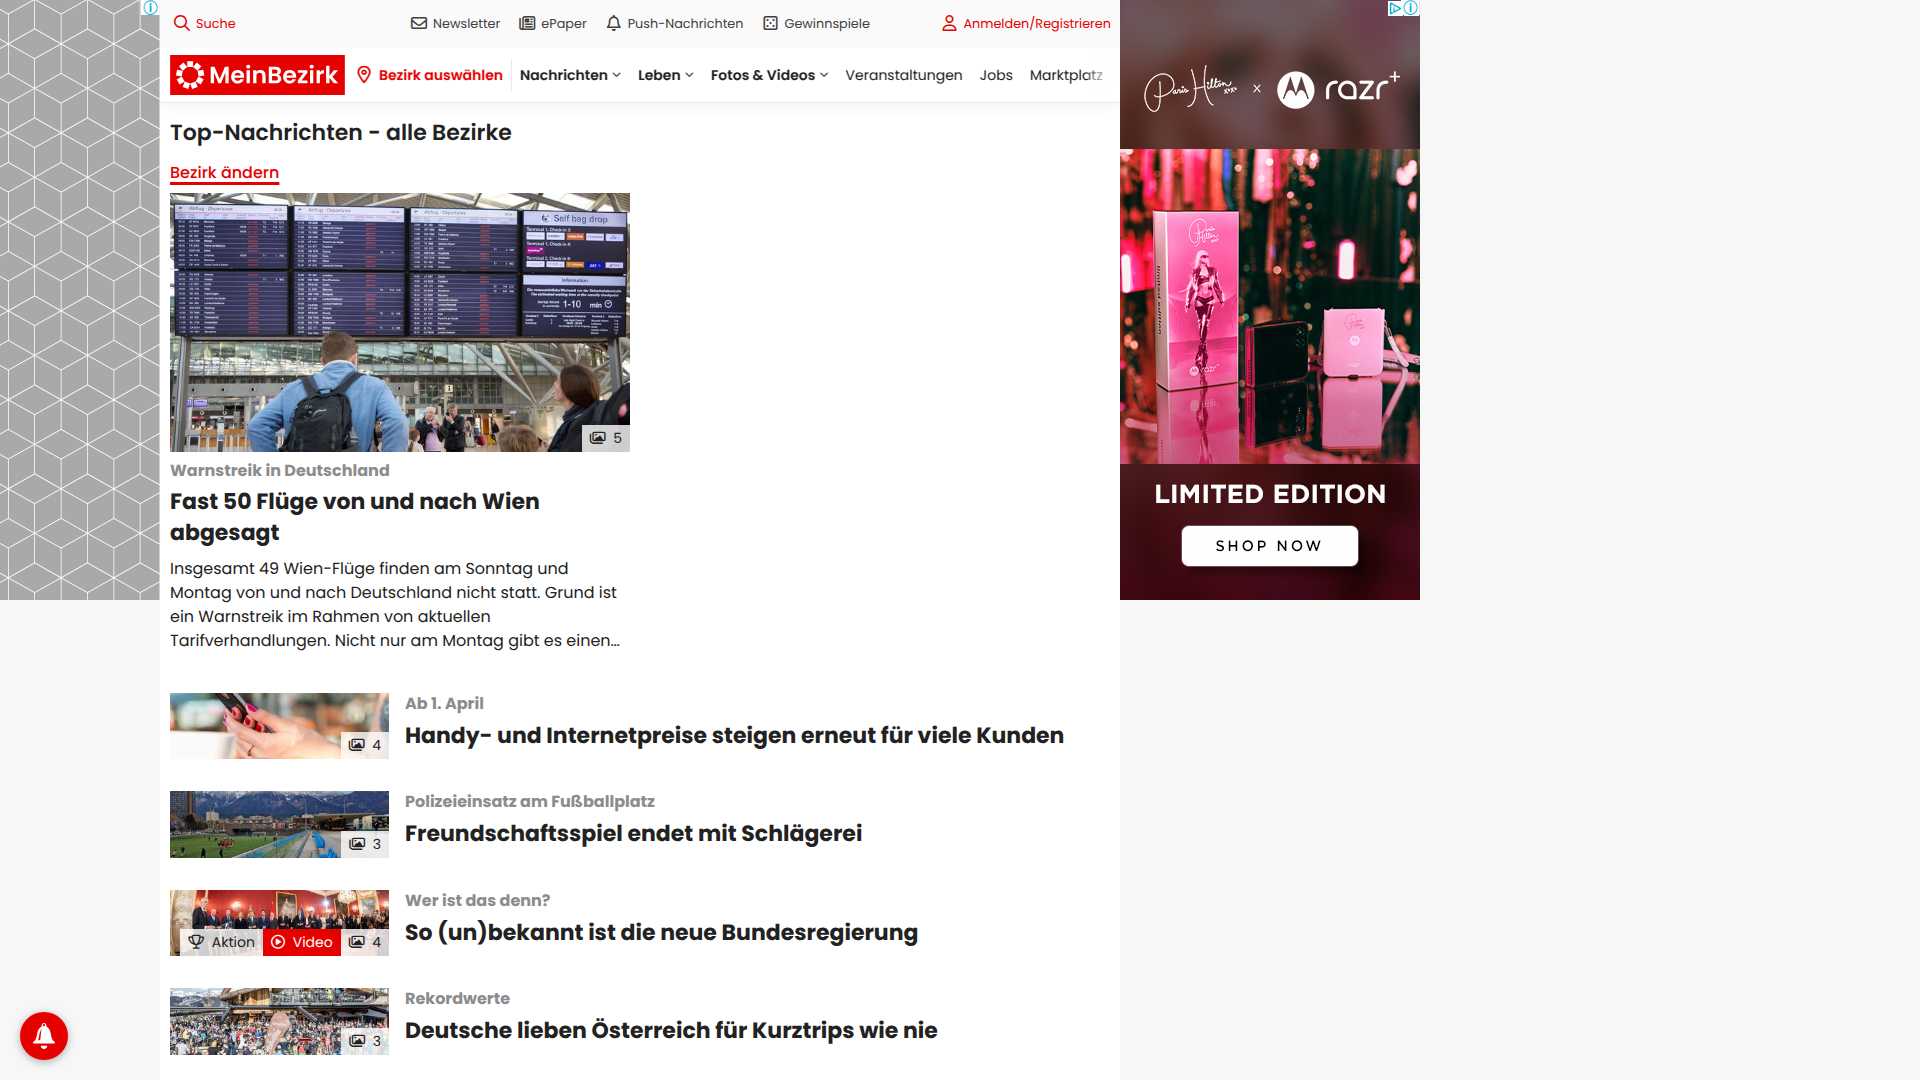 Suche
Newsletter
ePaper
Push-Nachrichten
Gewinnspiele
Anmelden/Registrieren
MeinBezirk
Bezirk auswählen
Nachrichten
Leben
Fotos & Videos
Veranstaltungen
Jobs
Marktplatz
Top-Nachrichten - alle Bezirke
Bezirk ändern
Self bag drop
1-10 min
5
Warnstreik in Deutschland
Fast 50 Flüge von und nach Wien
abgesagt
Insgesamt 49 Wien-Flüge finden am Sonntag und
Montag von und nach Deutschland nicht statt. Grund ist
ein Warnstreik im Rahmen von aktuellen
Tarifverhandlungen. Nicht nur am Montag gibt es einen...
4
Ab 1. April
Handy- und Internetpreise steigen erneut für viele Kunden
3
Polizeieinsatz am Fußballplatz
Freundschaftsspiel endet mit Schlägerei
Aktion
Video
4
Wer ist das denn?
So (un)bekannt ist die neue Bundesregierung
3
Rekordwerte
Deutsche lieben Österreich für Kurztrips wie nie
Paris Hilton x razr+
LIMITED EDITION
SHOP NOW